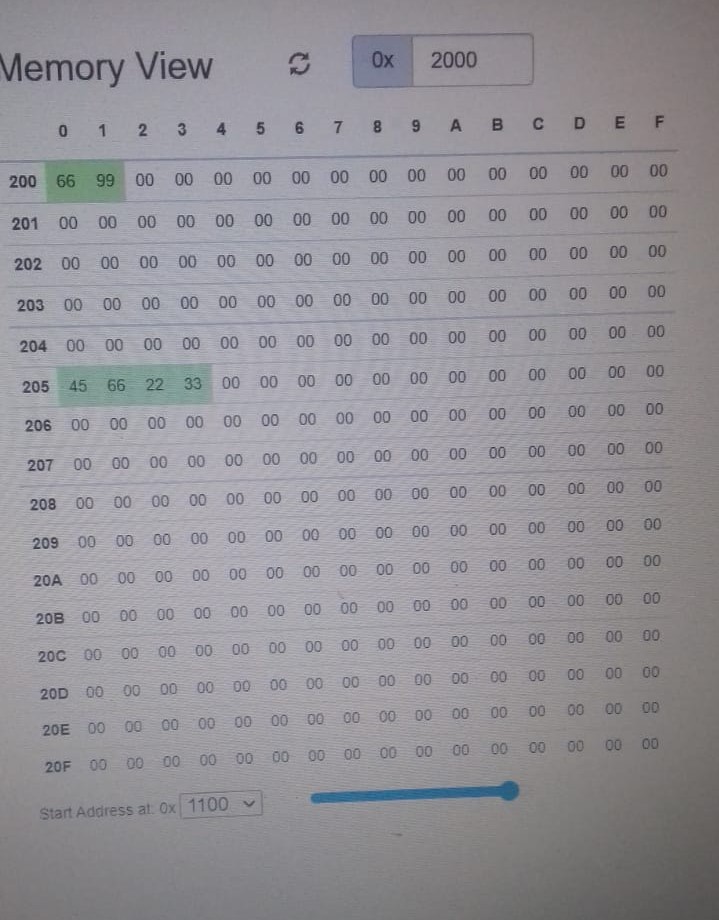 Memory View 0x 2000
0 1 2 3 4 5 6 7 8 9 A B C D E F
200 66 99 00 00 00 00 00 00 00 00 00 00 00 00 00 00
201 00 00 00 00 00 00 00 00 00 00 00 00 00 00 00 00
202 00 00 00 00 00 00 00 00 00 00 00 00 00 00 00 00
203 00 00 00 00 00 00 00 00 00 00 00 00 00 00 00 00
204 00 00 00 00 00 00 00 00 00 00 00 00 00 00 00 00
205 45 66 22 33 00 00 00 00 00 00 00 00 00 00 00 00
206 00 00 00 00 00 00 00 00 00 00 00 00 00 00 00 00
207 00 00 00 00 00 00 00 00 00 00 00 00 00 00 00 00
208 00 00 00 00 00 00 00 00 00 00 00 00 00 00 00 00
209 00 00 00 00 00 00 00 00 00 00 00 00 00 00 00 00
20A 00 00 00 00 00 00 00 00 00 00 00 00 00 00 00 00
20B 00 00 00 00 00 00 00 00 00 00 00 00 00 00 00 00
20C 00 00 00 00 00 00 00 00 00 00 00 00 00 00 00 00
20D 00 00 00 00 00 00 00 00 00 00 00 00 00 00 00 00
20E 00 00 00 00 00 00 00 00 00 00 00 00 00 00 00 00
20F 00 00 00 00 00 00 00 00 00 00 00 00 00 00 00 00
Start Address at: 0x 1100